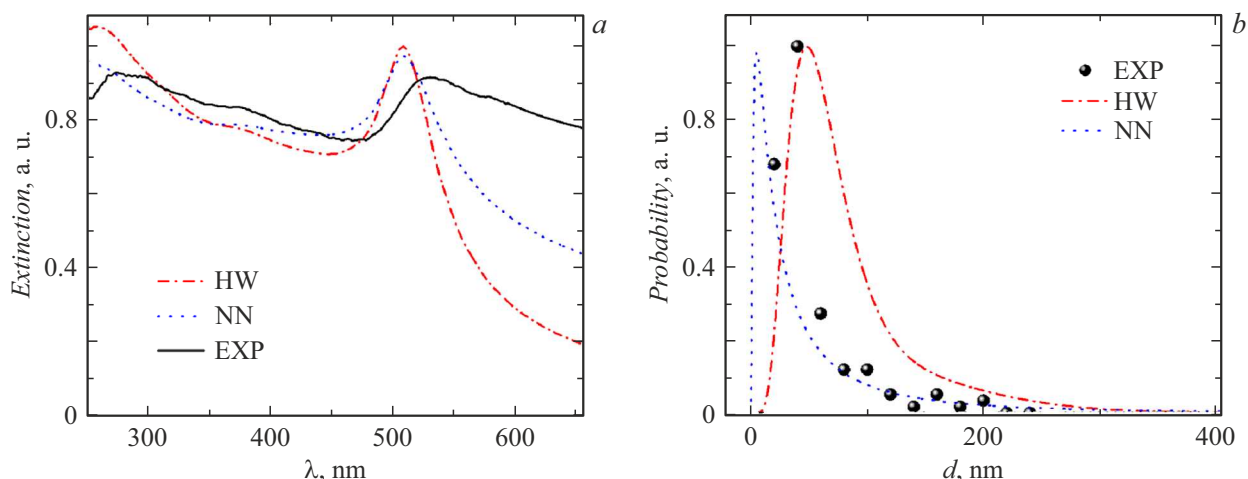 a
Extinction, a. u.
0.8
0.4
0
HW
NN
EXP
300
400
500
600
λ, nm
b
Probability, a. u.
0.8
0.4
0
EXP
HW
NN
0
200
400
d, nm